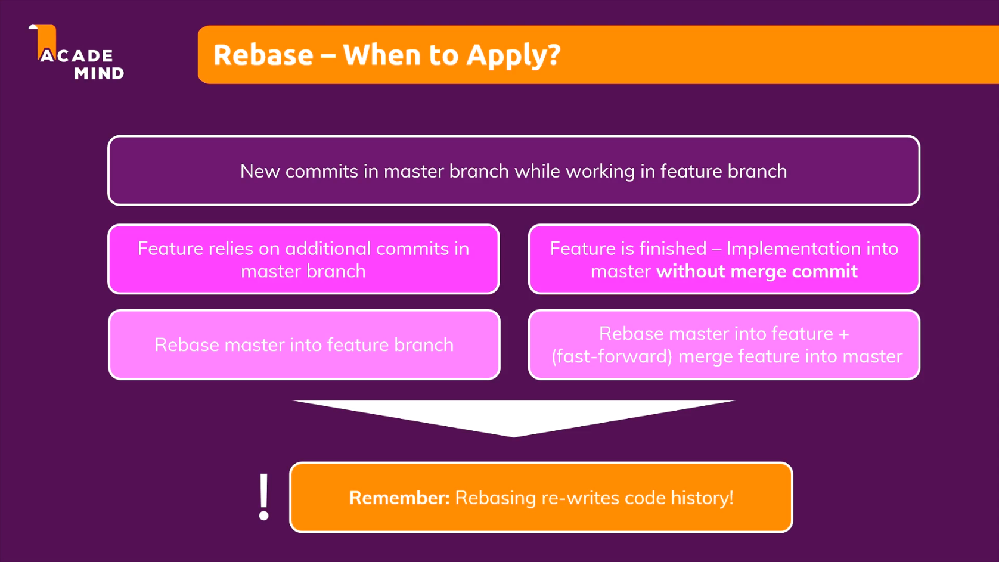 ACADE
MIND
Rebase – When to Apply?
New commits in master branch while working in feature branch
Feature relies on additional commits in
master branch
Feature is finished – Implementation into
master without merge commit
Rebase master into feature branch
Rebase master into feature +
(fast-forward) merge feature into master
!
Remember: Rebasing re-writes code history!